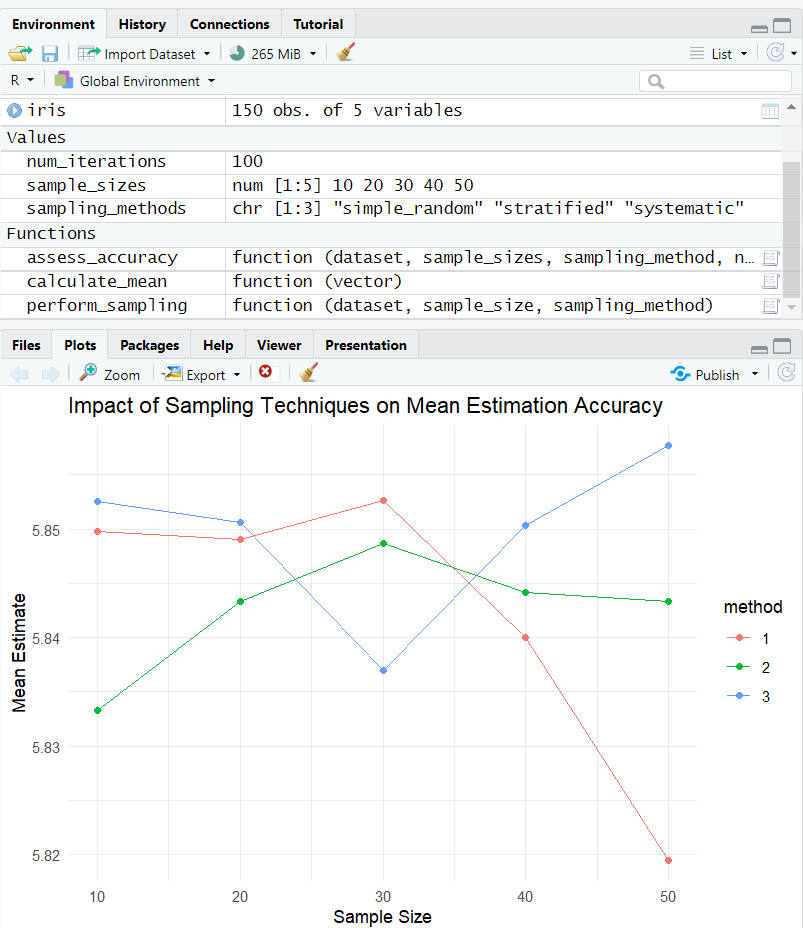 Environment History Connections Tutorial
Import Dataset 265 MiB List
R Global Environment
iris 150 obs. of 5 variables
Values
num_iterations 100
sample_sizes num [1:5] 10 20 30 40 50
sampling_methods chr [1:3] "simple_random" "stratified" "systematic"
Functions
assess_accuracy function (dataset, sample_sizes, sampling_method, n…
calculate_mean function (vector)
perform_sampling function (dataset, sample_size, sampling_method)
Files Plots Packages Help Viewer Presentation
Zoom Export Publish
Impact of Sampling Techniques on Mean Estimation Accuracy
Mean Estimate
5.85
5.84
5.83
5.82
10 20 30 40 50
Sample Size
method
1
2
3